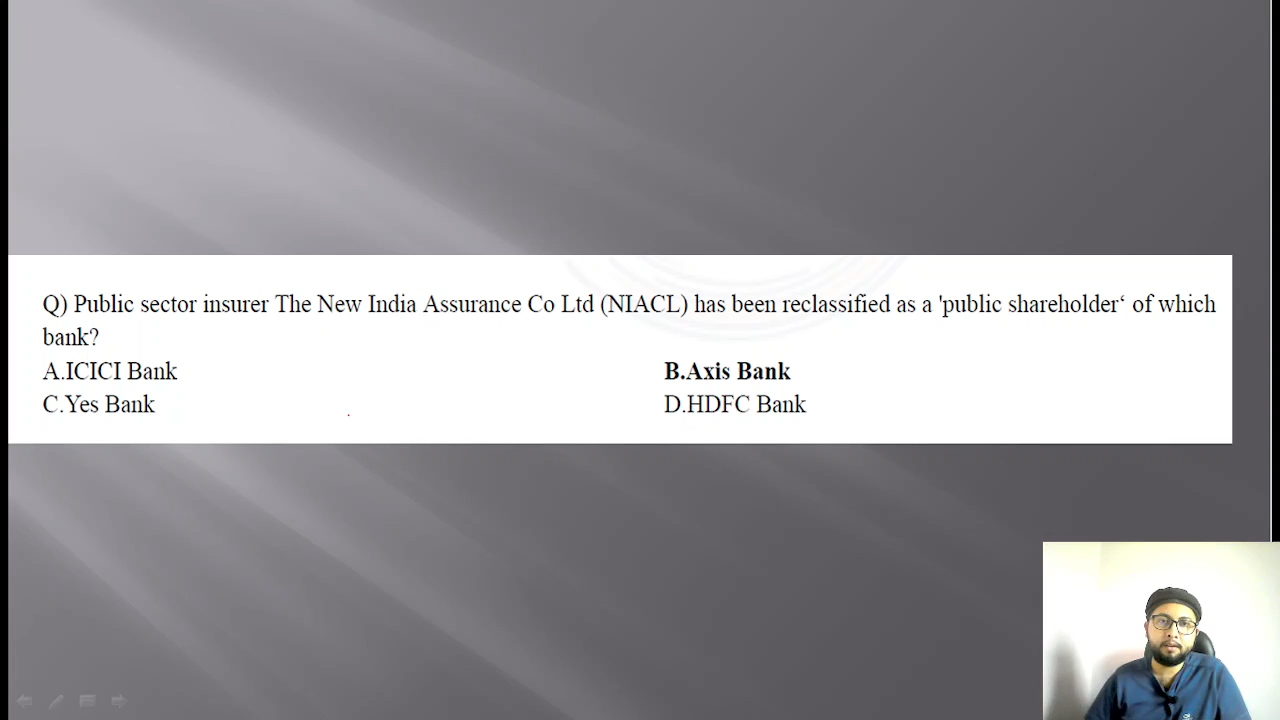 Q) Public sector insurer The New India Assurance Co Ltd (NIACL) has been reclassified as a 'public shareholder‘ of which
bank?
A.ICICI Bank B.Axis Bank
C.Yes Bank D.HDFC Bank